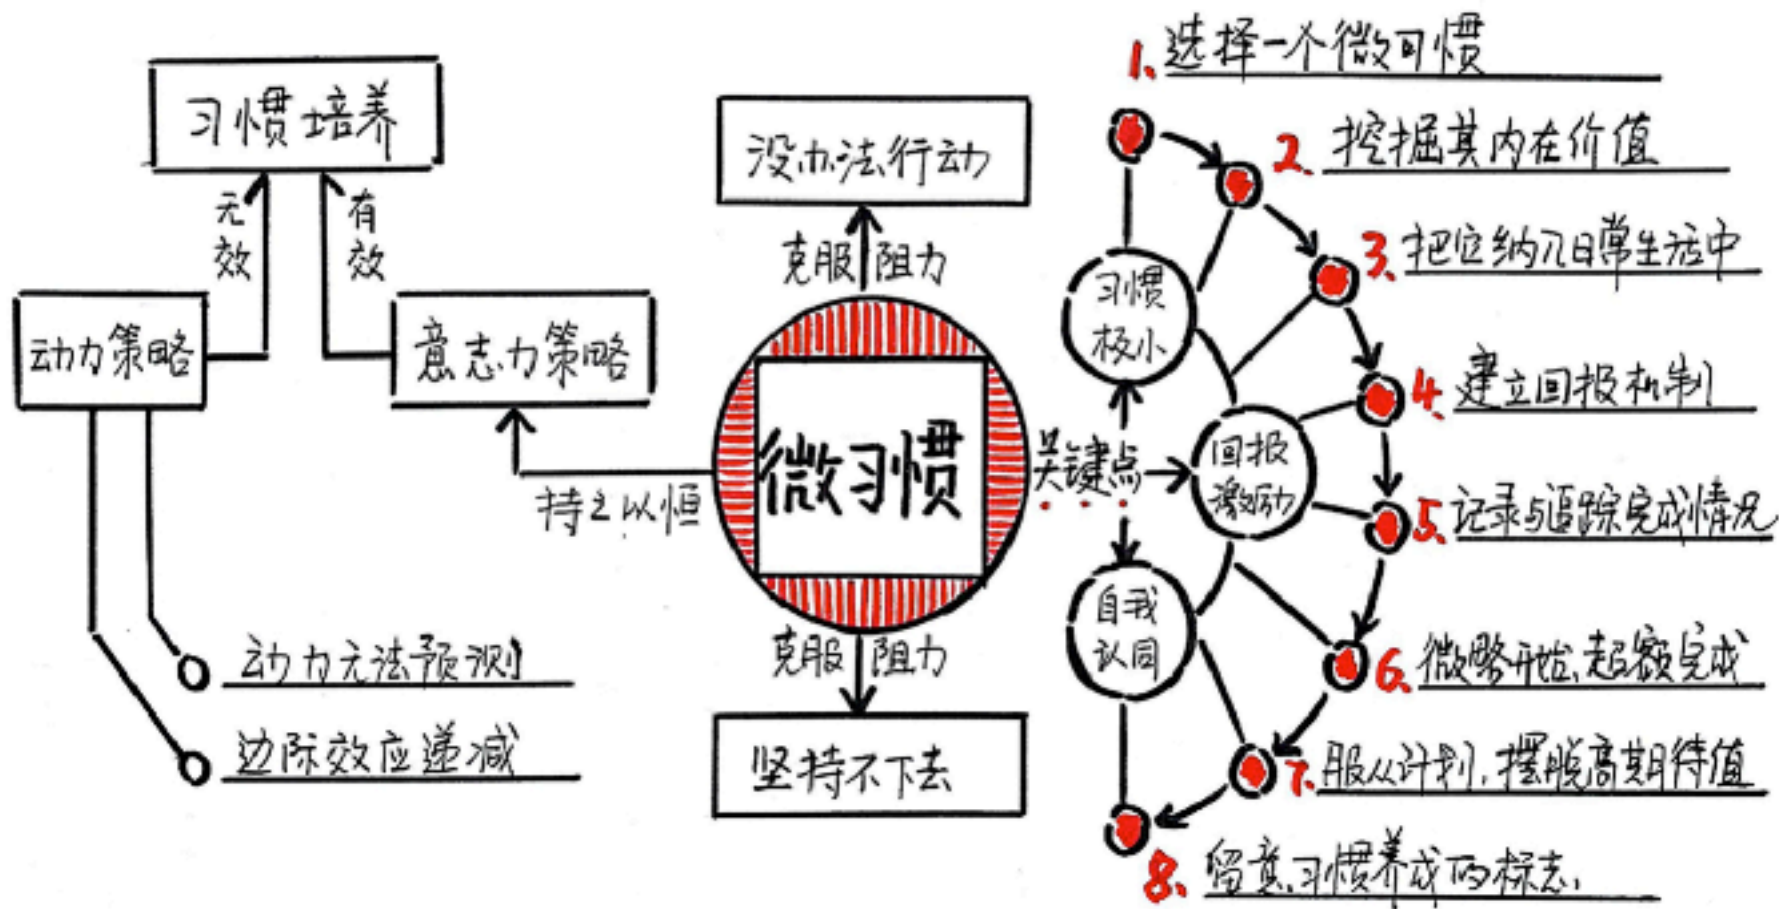 习惯培养
无效
有效
动力策略
意志力策略
动力无法预测
边际效应递减
持之以恒
没办法行动
克服阻力
微习惯
克服阻力
坚持不下去
关键点
习惯
极小
回报
激励
自我
认同
1. 选择一个微习惯
2. 挖掘其内在价值
3. 把它纳入日常生活中
4. 建立回报机制
5. 记录与追踪完成情况
6. 微略开始,超额完成
7. 服从计划,摆脱高期待值
8. 留意习惯养成的标志,